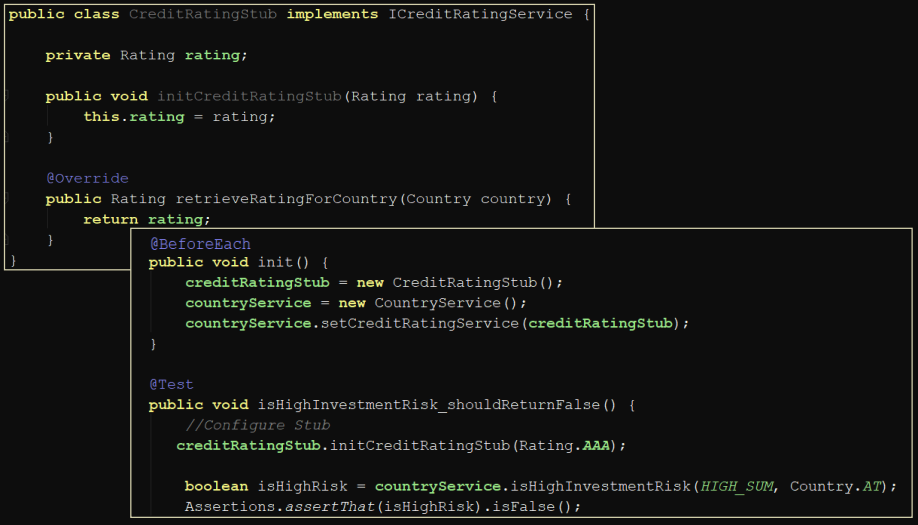 public class CreditRatingStub implements ICreditRatingService {
private Rating rating;
public void initCreditRatingStub(Rating rating) {
this.rating = rating;
}
@Override
public Rating retrieveRatingForCountry(Country country) {
return rating;
}
}
@BeforeEach
public void init() {
creditRatingStub = new CreditRatingStub();
countryService = new CountryService();
countryService.setCreditRatingService(creditRatingStub);
}
@Test
public void isHighInvestmentRisk_shouldReturnFalse() {
//Configure Stub
creditRatingStub.initCreditRatingStub(Rating.AAA);
boolean isHighRisk = countryService.isHighInvestmentRisk(HIGH_SUM, Country.AT);
Assertions.assertThat(isHighRisk).isFalse();